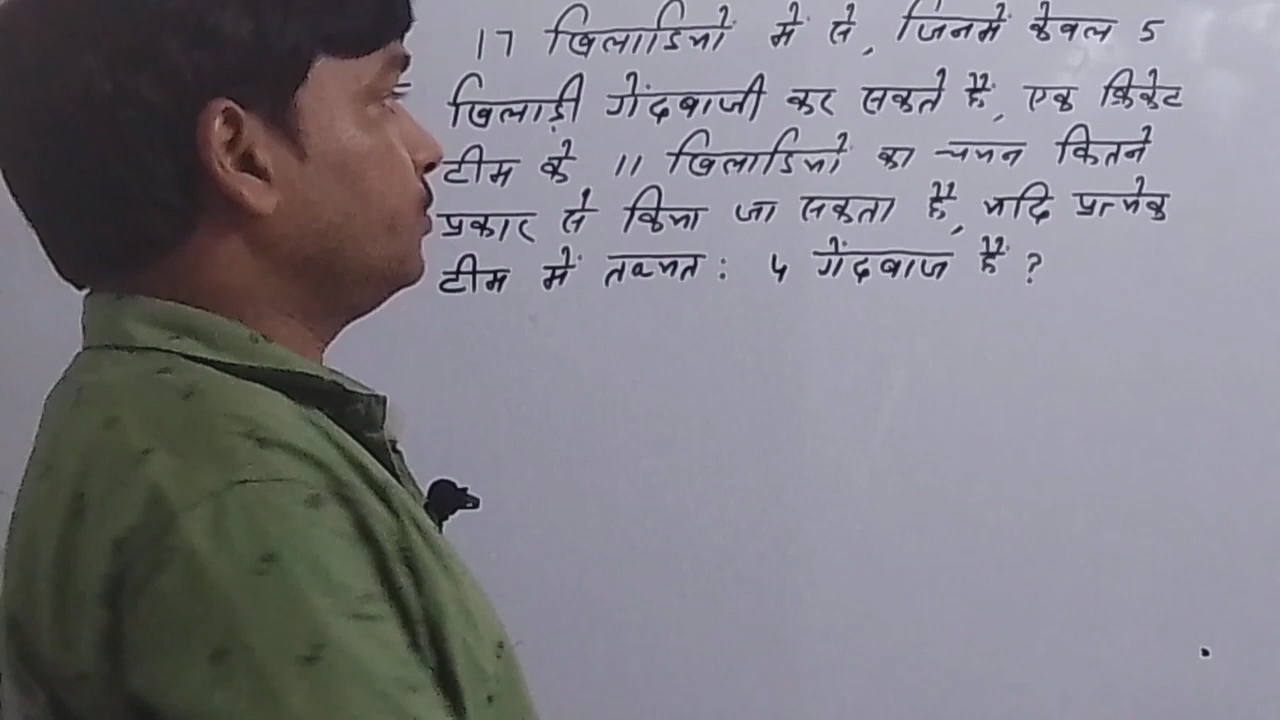 17 खिलाडियों में से, जिनमें केवल 5
खिलाड़ी गेंदबाजी कर सकते हैं, एक क्रिकेट
टीम के 11 खिलाडियों का चयन कितने
प्रकार से किया जा सकता है, यदि प्रत्येक
टीम में तथ्यत: 4 गेंदबाज हैं ?